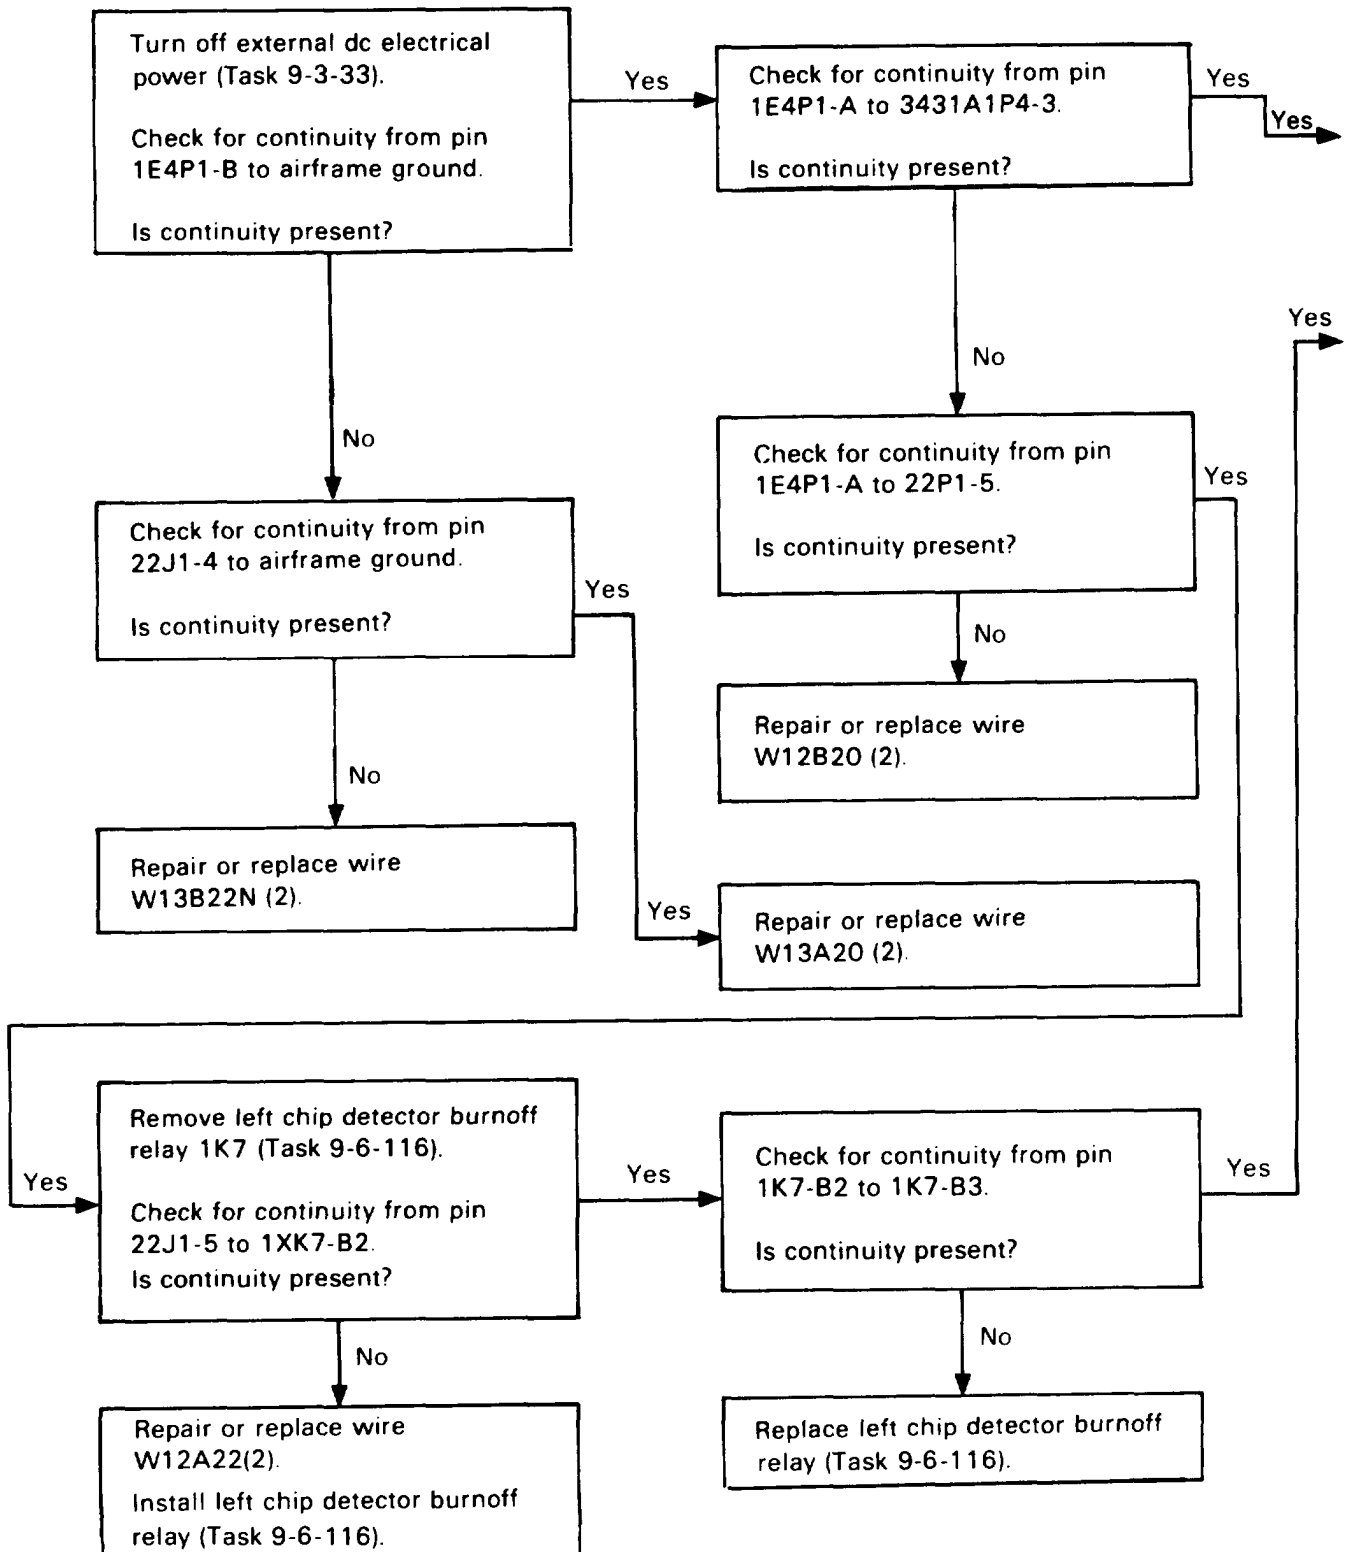 Turn off external dc electrical
power (Task 9-3-33).
Check for continuity from pin
1E4P1-B to airframe ground.
Is continuity present?
Yes
Check for continuity from pin
1E4P1-A to 3431A1P4-3.
Is continuity present?
Yes
Yes
No
No
Yes
Check for continuity from pin
22J1-4 to airframe ground.
Is continuity present?
Yes
Check for continuity from pin
1E4P1-A to 22P1-5.
Is continuity present?
Yes
No
No
Repair or replace wire
W12B20 (2).
Repair or replace wire
W13B22N (2).
Yes
Repair or replace wire
W13A20 (2).
Yes
Remove left chip detector burnoff
relay 1K7 (Task 9-6-116).
Check for continuity from pin
22J1-5 to 1XK7-B2.
Is continuity present?
Yes
Check for continuity from pin
1K7-B2 to 1K7-B3.
Is continuity present?
Yes
No
No
Repair or replace wire
W12A22(2).
Install left chip detector burnoff
relay (Task 9-6-116).
Replace left chip detector burnoff
relay (Task 9-6-116).